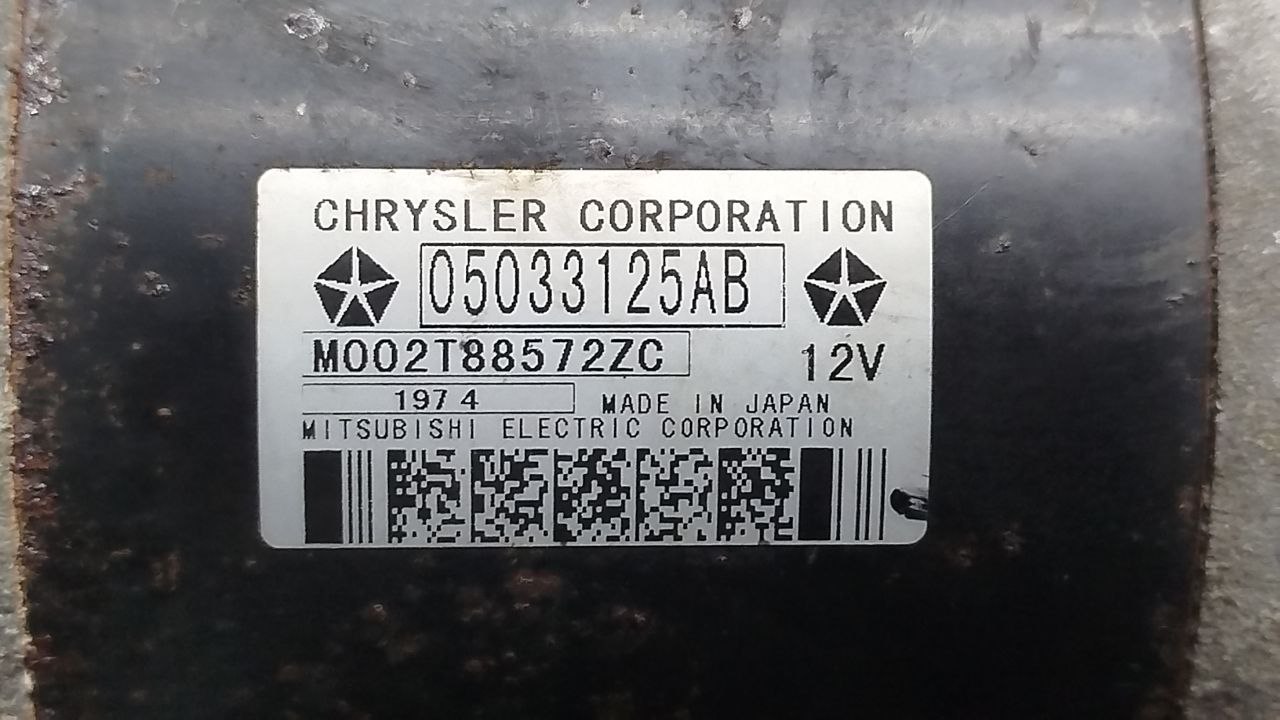 CHRYSLER CORPORATION
05033125AB
M002T88572ZC 12V
1974 MADE IN JAPAN
MITSUBISHI ELECTRIC CORPORATION